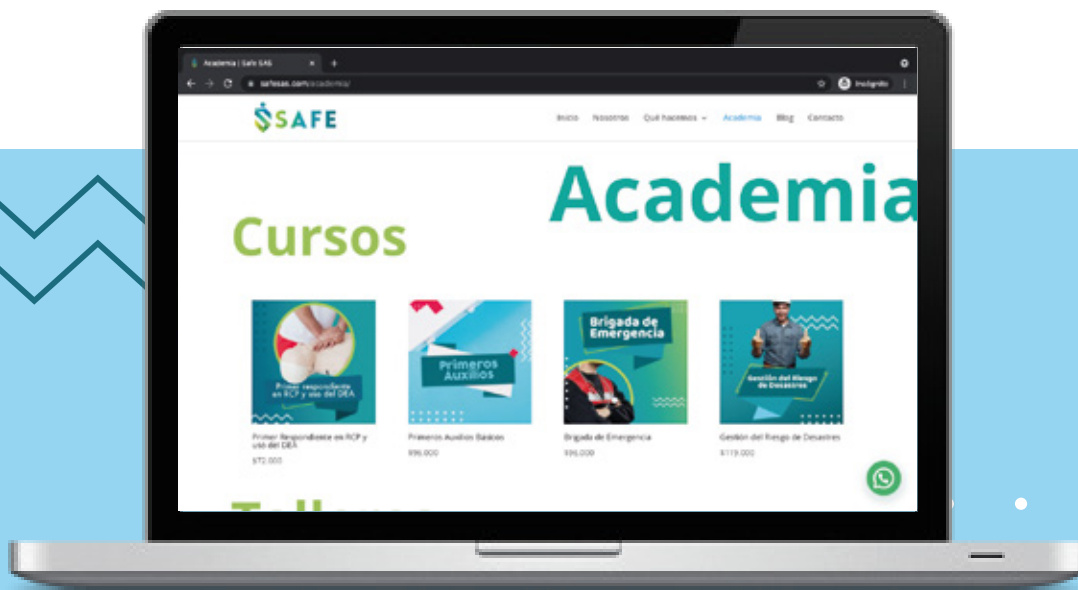 Academia | Safe SAS
safesas.com/academia/
Incógnito
SAFE
Inicio Nosotros Qué hacemos Academia Blog Contacto
Academia
Cursos
Primer respondiente
en RCP y uso del DEA
Primeros
Auxilios
Brigada de
Emergencia
Gestión del Riesgo
de Desastres
Primer Respondiente en RCP y
uso del DEA
$72.000
Primeros Auxilios Básicos
$96.000
Brigada de Emergencia
$96.000
Gestión del Riesgo de Desastres
$119.000